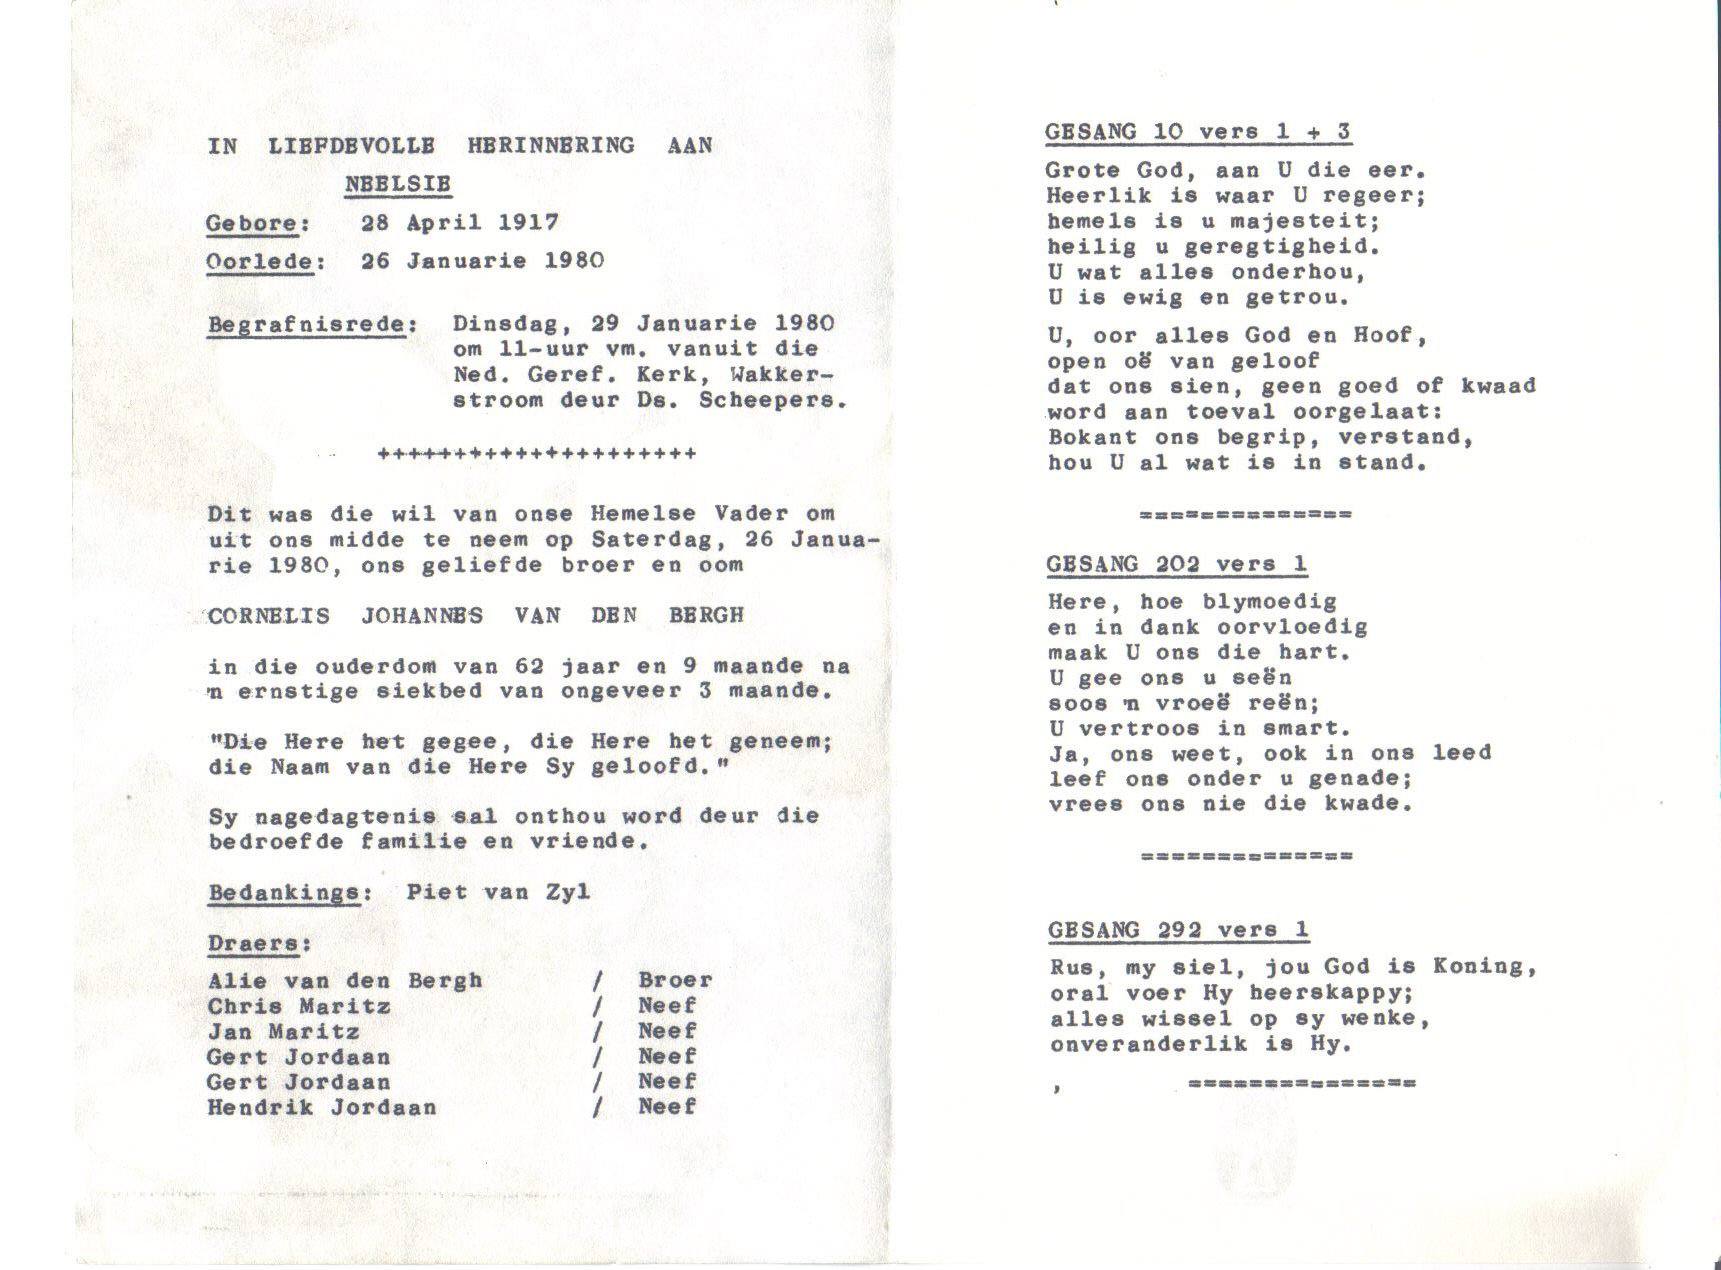 IN LIEFDEVOLLE HERINNERING AAN
NEELSIE
Gebore: 28 April 1917
Oorlede: 26 Januarie 1980
Begrafnisrede: Dinsdag, 29 Januarie 1980
om 11-uur vm. vanuit die
Ned. Geref. Kerk, Wakker-
stroom deur Ds. Scheepers.
+++++++++++++++++++++
Dit was die wil van onse Hemelse Vader om
uit ons midde te neem op Saterdag, 26 Janua-
rie 1980, ons geliefde broer en oom
CORNELIS JOHANNES VAN DEN BERGH
in die ouderdom van 62 jaar en 9 maande na
'n ernstige siekbed van ongeveer 3 maande.
"Die Here het gegee, die Here het geneem;
die Naam van die Here Sy geloofd."
Sy nagedagtenis sal onthou word deur die
bedroefde familie en vriende.
Bedankings: Piet van Zyl
Draers:
Alie van den Bergh / Broer
Chris Maritz / Neef
Jan Maritz / Neef
Gert Jordaan / Neef
Gert Jordaan / Neef
Hendrik Jordaan / Neef
GESANG 10 vers 1 + 3
Grote God, aan U die eer.
Heerlik is waar U regeer;
hemels is u majesteit;
heilig u geregtigheid.
U wat alles onderhou,
U is ewig en getrou.
U, oor alles God en Hoof,
open oë van geloof
dat ons sien, geen goed of kwaad
word aan toeval oorgelaat:
Bokant ons begrip, verstand,
hou U al wat is in stand.
==============
GESANG 202 vers 1
Here, hoe blymoedig
en in dank oorvloedig
maak U ons die hart.
U gee ons u seën
soos 'n vroeë reën;
U vertroos in smart.
Ja, ons weet, ook in ons leed
leef ons onder u genade;
vrees ons nie die kwade.
==============
GESANG 292 vers 1
Rus, my siel, jou God is Koning,
oral voer Hy heerskappy;
alles wissel op sy wenke,
onveranderlik is Hy.
, ===============